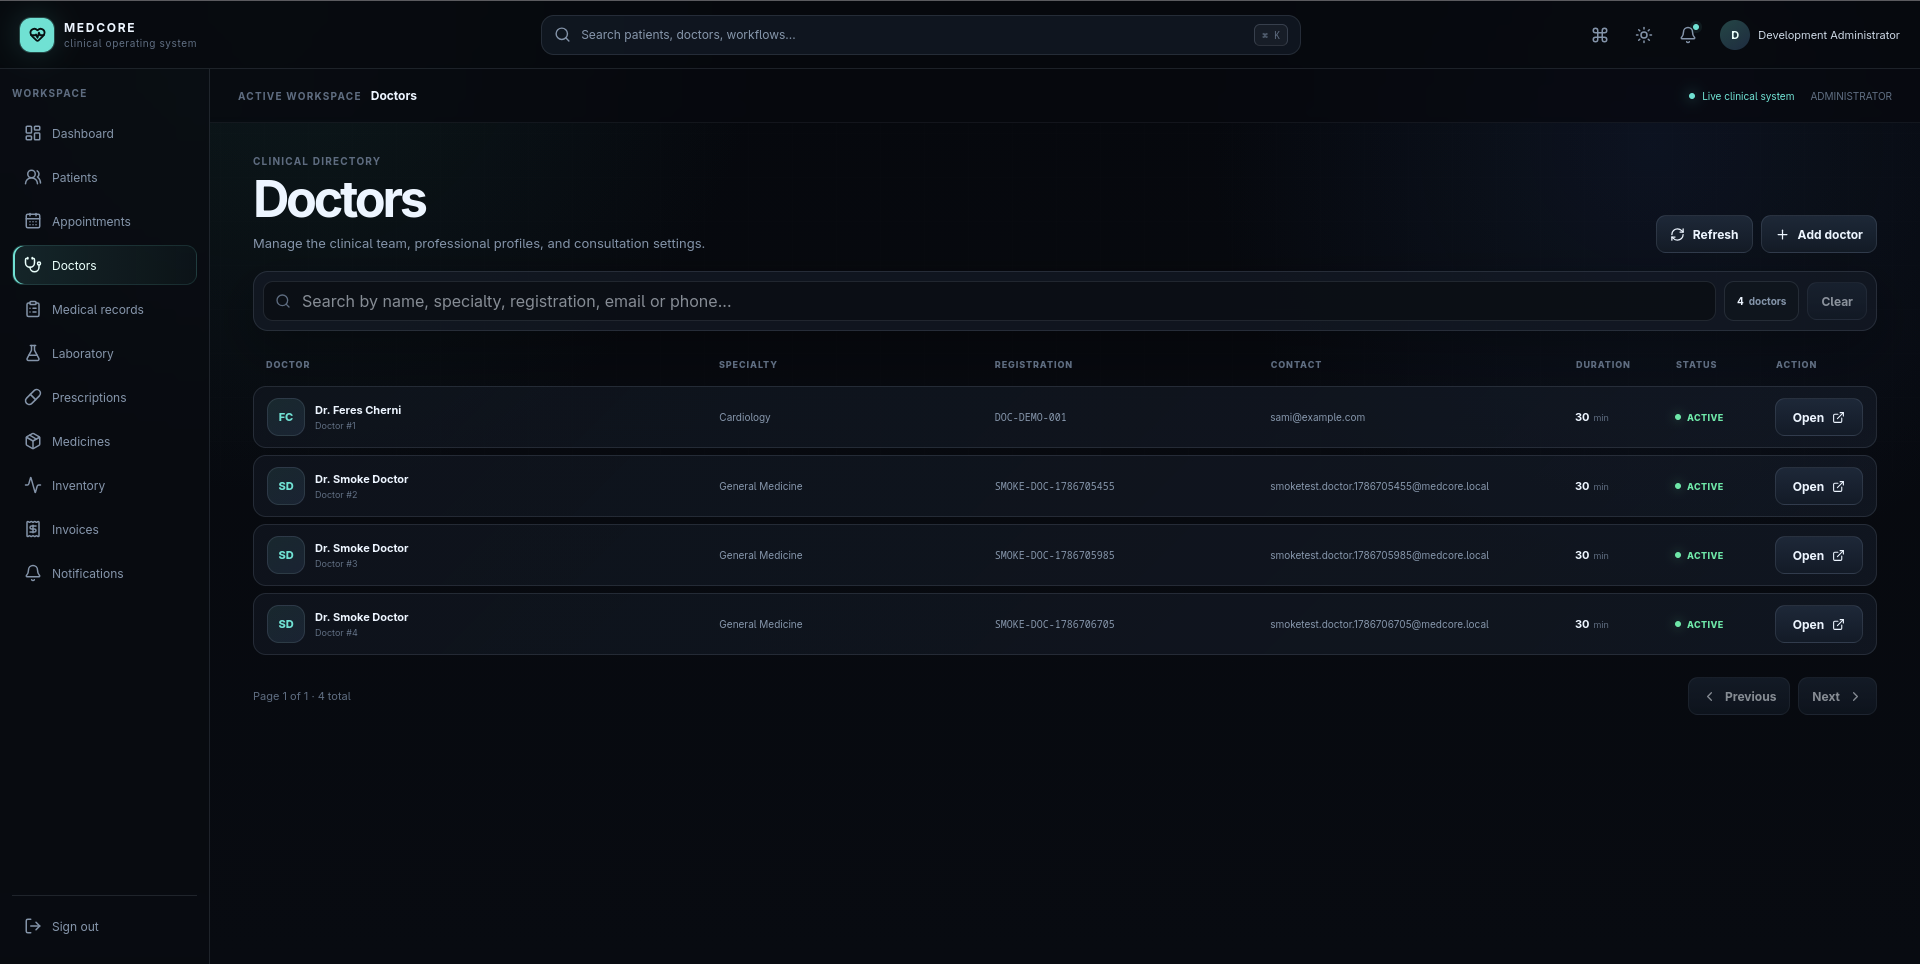 MEDCORE
clinical operating system
Search patients, doctors, workflows...
⌘ K
D
Development Administrator
WORKSPACE
Dashboard
Patients
Appointments
Doctors
Medical records
Laboratory
Prescriptions
Medicines
Inventory
Invoices
Notifications
Sign out
ACTIVE WORKSPACE Doctors
Live clinical system ADMINISTRATOR
CLINICAL DIRECTORY
Doctors
Manage the clinical team, professional profiles, and consultation settings.
Refresh
Add doctor
Search by name, specialty, registration, email or phone...
4 doctors
Clear
DOCTOR SPECIALTY REGISTRATION CONTACT DURATION STATUS ACTION
FC Dr. Feres Cherni Cardiology DOC-DEMO-001 sami@example.com 30 min ACTIVE Open
Doctor #1
SD Dr. Smoke Doctor General Medicine SMOKE-DOC-1786705455 smoketest.doctor.1786705455@medcore.local 30 min ACTIVE Open
Doctor #2
SD Dr. Smoke Doctor General Medicine SMOKE-DOC-1786705985 smoketest.doctor.1786705985@medcore.local 30 min ACTIVE Open
Doctor #3
SD Dr. Smoke Doctor General Medicine SMOKE-DOC-1786706705 smoketest.doctor.1786706705@medcore.local 30 min ACTIVE Open
Doctor #4
Page 1 of 1 · 4 total
Previous
Next